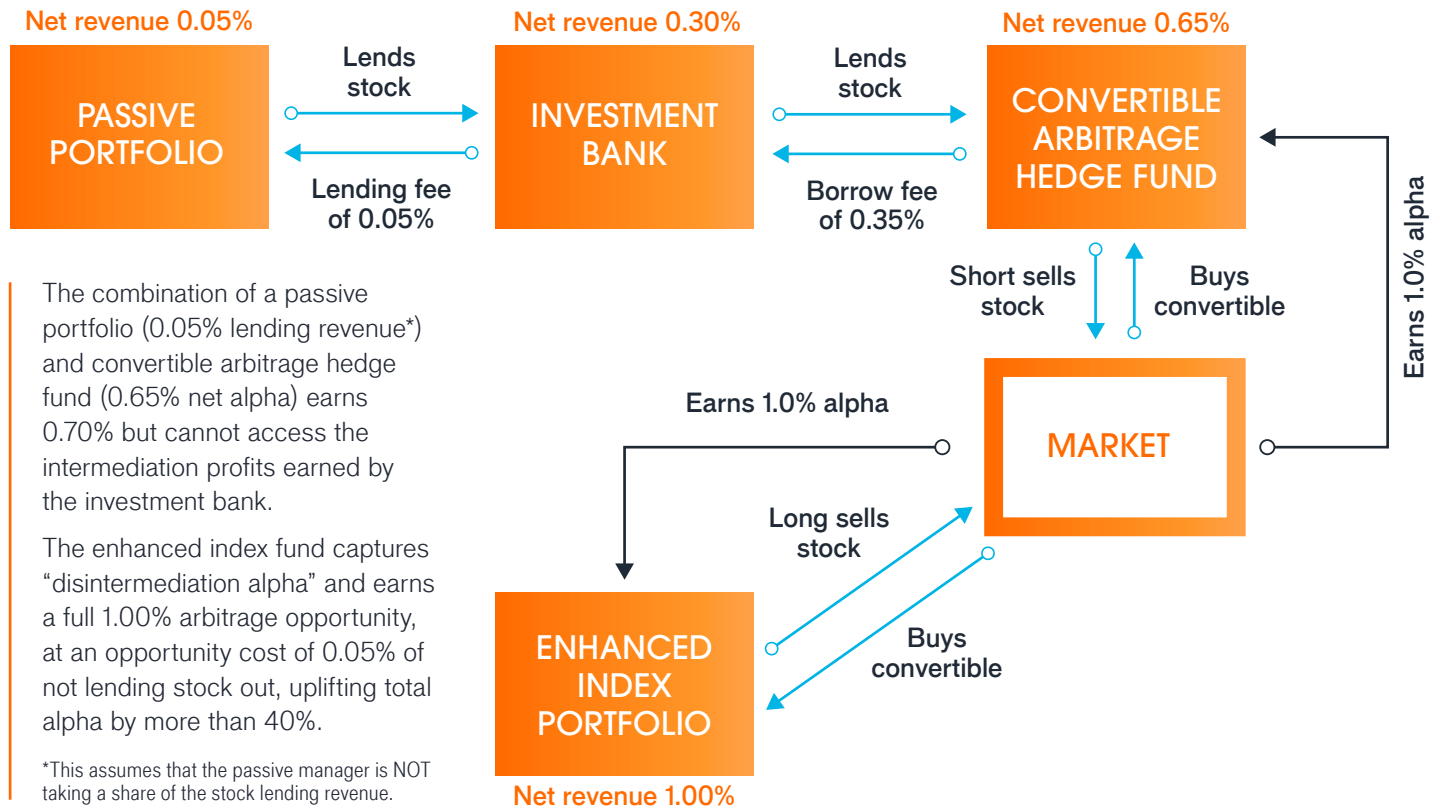 Net revenue 0.05%
Net revenue 0.30%
Net revenue 0.65%
PASSIVE
PORTFOLIO
Lends
stock
Lending fee
of 0.05%
INVESTMENT
BANK
Lends
stock
Borrow fee
of 0.35%
CONVERTIBLE
ARBITRAGE
HEDGE FUND
Earns 1.0% alpha
Short sells
stock
Buys
convertible
The combination of a passive
portfolio (0.05% lending revenue*)
and convertible arbitrage hedge
fund (0.65% net alpha) earns
0.70% but cannot access the
intermediation profits earned by
the investment bank.
The enhanced index fund captures
“disintermediation alpha” and earns
a full 1.00% arbitrage opportunity,
at an opportunity cost of 0.05% of
not lending stock out, uplifting total
alpha by more than 40%.
*This assumes that the passive manager is NOT
taking a share of the stock lending revenue.
Earns 1.0% alpha
MARKET
Long sells
stock
Buys
convertible
ENHANCED
INDEX
PORTFOLIO
Net revenue 1.00%